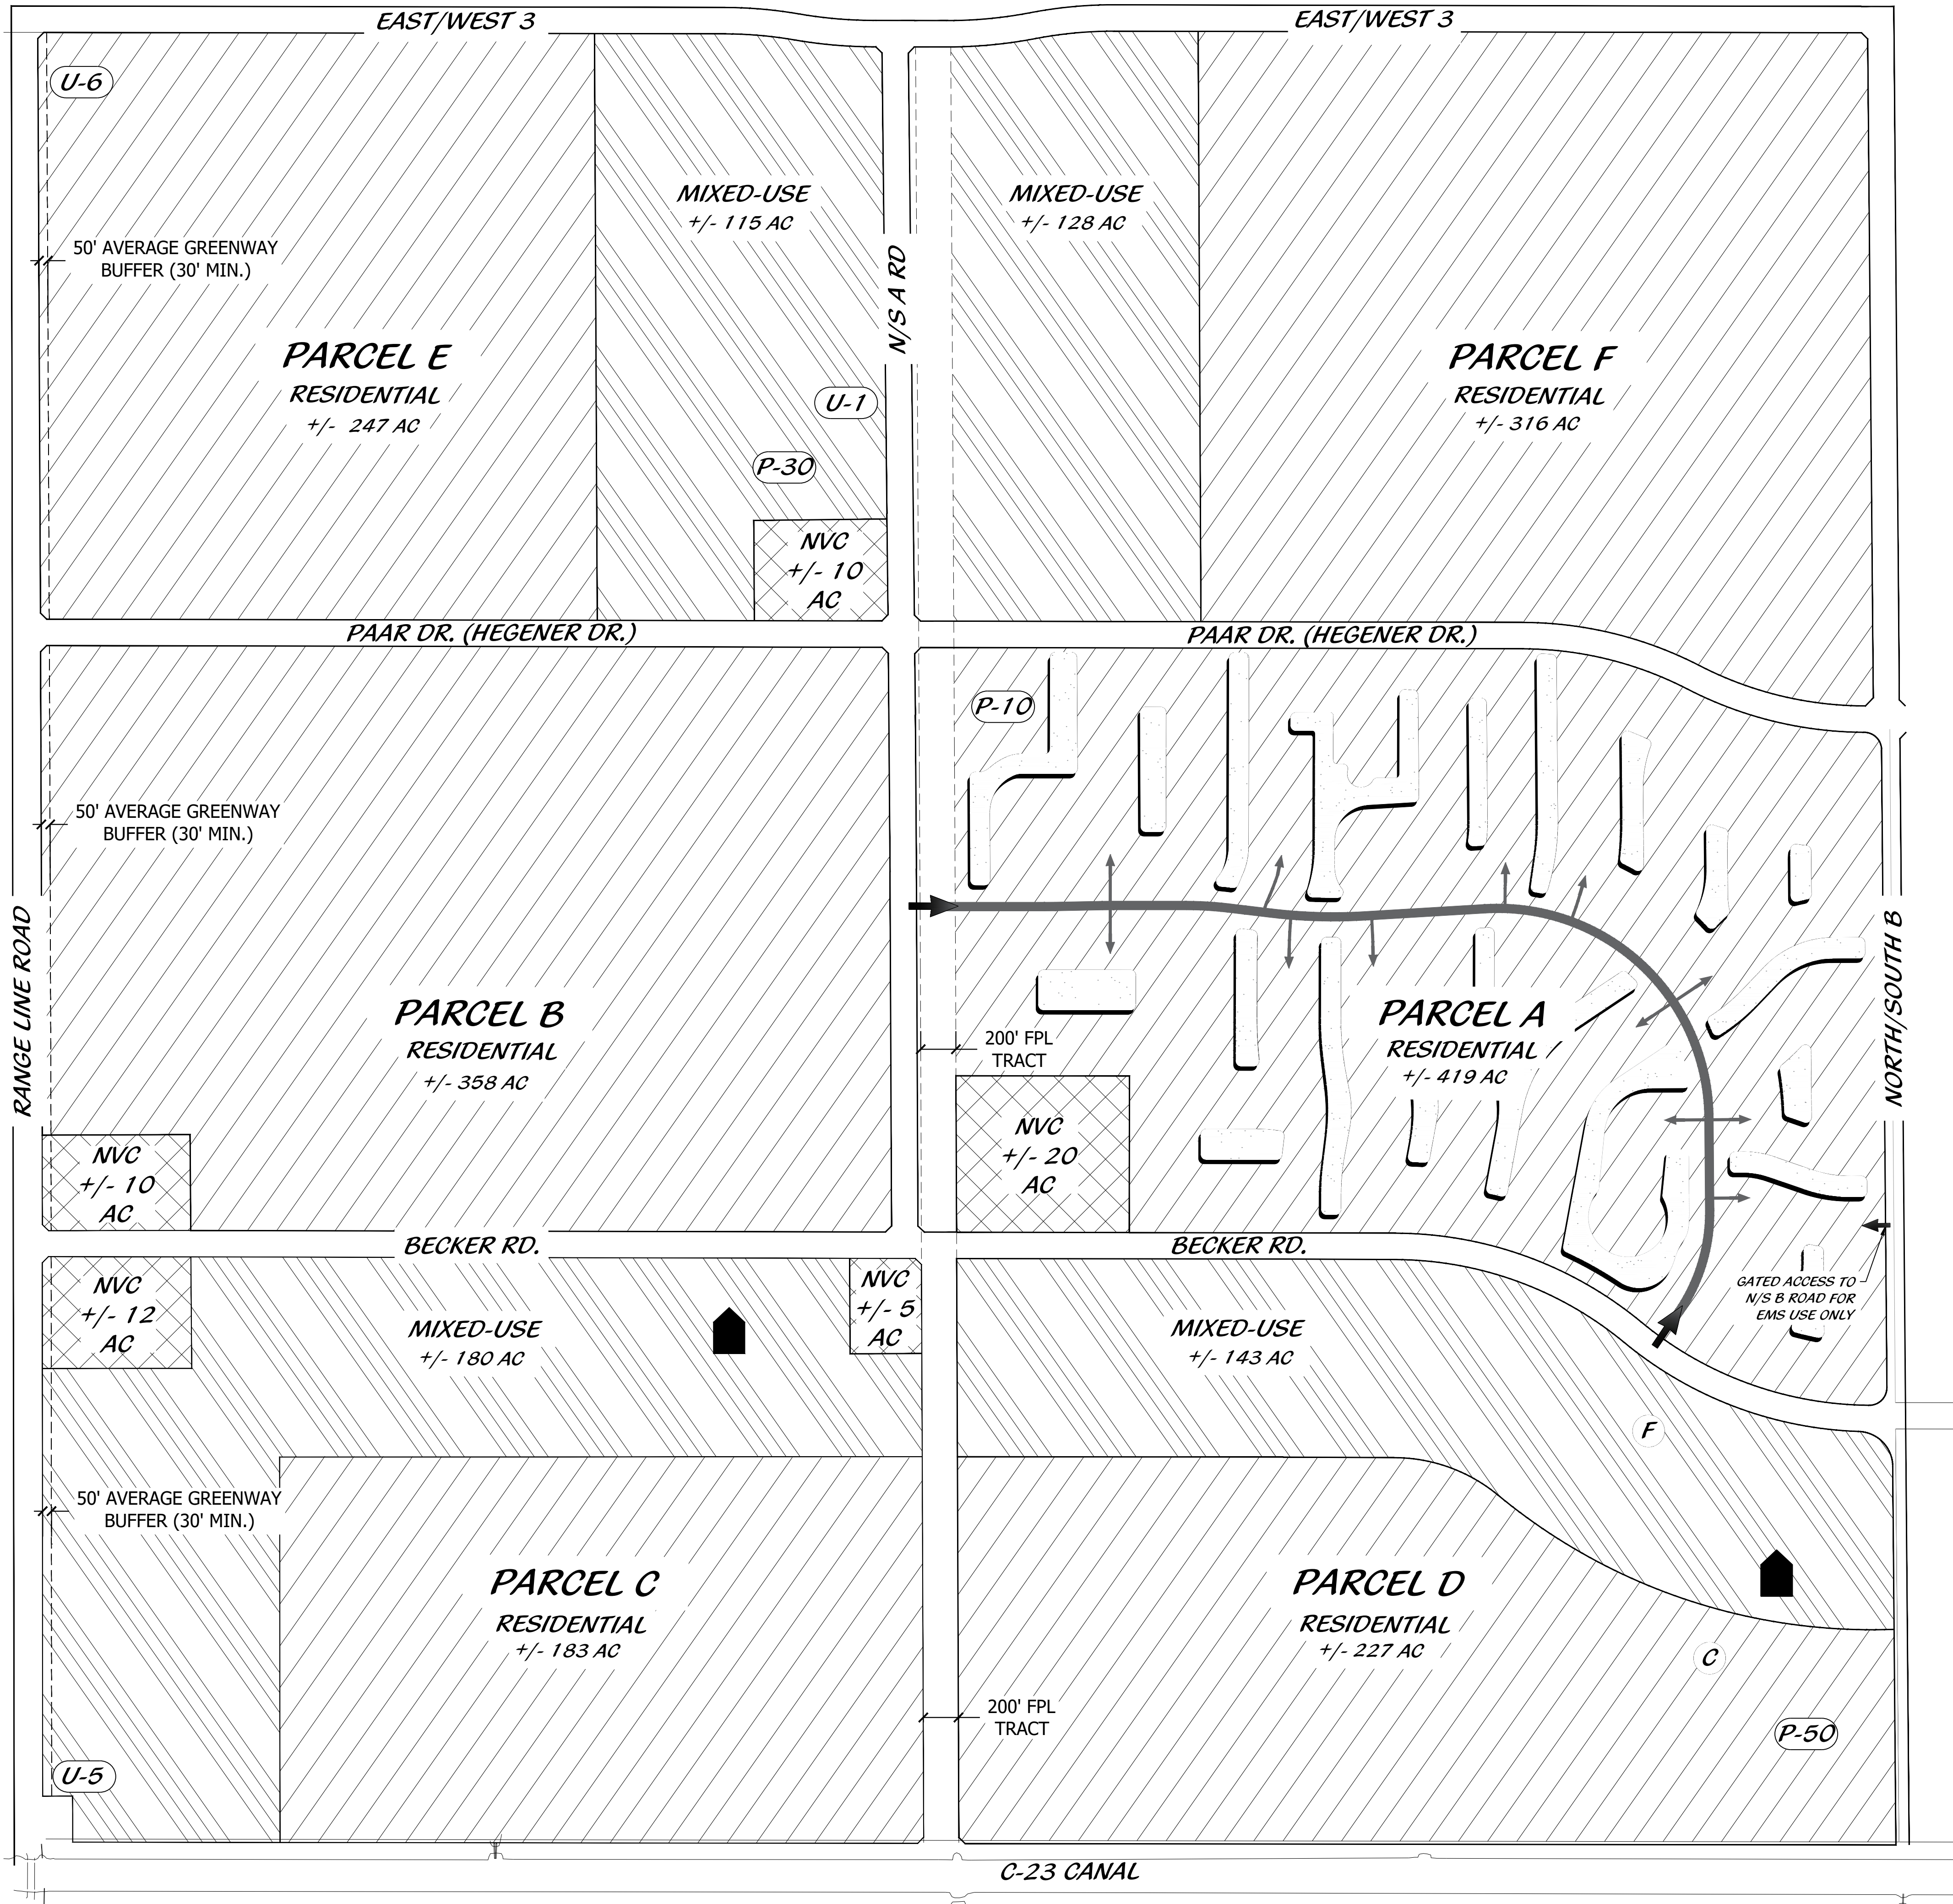 EAST/WEST 3
EAST/WEST 3
U-6
MIXED-USE
+/- 115 AC
MIXED-USE
+/- 128 AC
50' AVERAGE GREENWAY
BUFFER (30' MIN.)
N/S A RD
PARCEL E
RESIDENTIAL
+/- 247 AC
PARCEL F
RESIDENTIAL
+/- 316 AC
U-1
P-30
NVC
+/- 10
AC
PAAR DR. (HEGENER DR.)
PAAR DR. (HEGENER DR.)
P-10
50' AVERAGE GREENWAY
BUFFER (30' MIN.)
RANGE LINE ROAD
NORTH/SOUTH B
PARCEL B
RESIDENTIAL
+/- 358 AC
200' FPL
TRACT
PARCEL A
RESIDENTIAL
+/- 419 AC
NVC
+/- 10
AC
NVC
+/- 20
AC
BECKER RD.
BECKER RD.
NVC
+/- 12
AC
MIXED-USE
+/- 180 AC
NVC
+/- 5
AC
MIXED-USE
+/- 143 AC
GATED ACCESS TO
N/S B ROAD FOR
EMS USE ONLY
F
50' AVERAGE GREENWAY
BUFFER (30' MIN.)
PARCEL C
RESIDENTIAL
+/- 183 AC
PARCEL D
RESIDENTIAL
+/- 227 AC
C
200' FPL
TRACT
P-50
U-5
C-23 CANAL